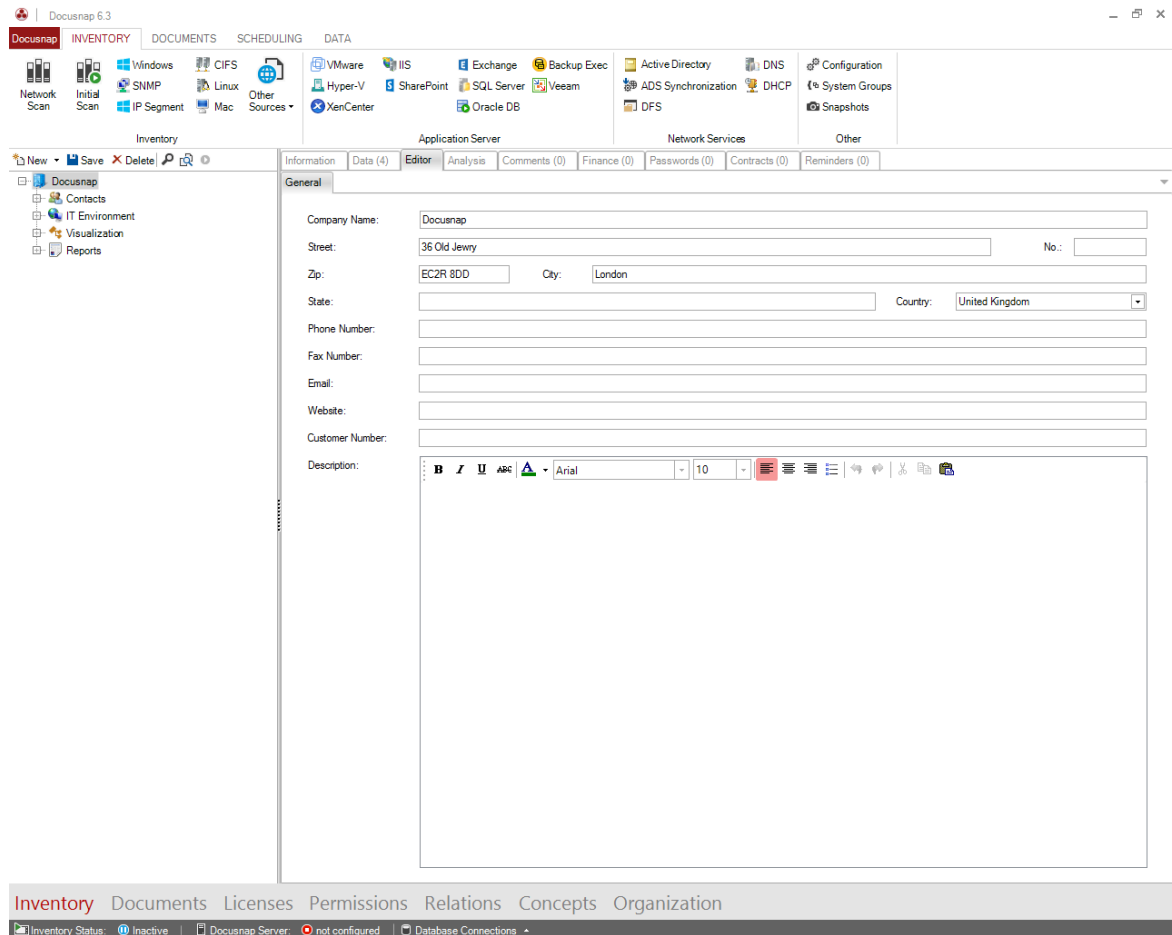 Docusnap 6.3
Docusnap INVENTORY DOCUMENTS SCHEDULING DATA
Windows CIFS VMware IIS Exchange Backup Exec Active Directory DNS Configuration
Network Scan Initial Scan SNMP Linux Other Sources Hyper-V SharePoint SQL Server Veeam ADS Synchronization DHCP System Groups
IP Segment Mac XenCenter Oracle DB DFS Snapshots
Inventory Application Server Network Services Other
New Save Delete Information Data (4) Editor Analysis Comments (0) Finance (0) Passwords (0) Contracts (0) Reminders (0)
Docusnap General
Contacts
IT Environment
Visualization
Reports
Company Name: Docusnap
Street: 36 Old Jewry No.:
Zip: EC2R 8DD City: London
State: Country: United Kingdom
Phone Number:
Fax Number:
Email:
Website:
Customer Number:
Description: B I U ABC A Arial 10
Inventory Documents Licenses Permissions Relations Concepts Organization
Inventory Status: Inactive Docusnap Server: not configured Database Connections